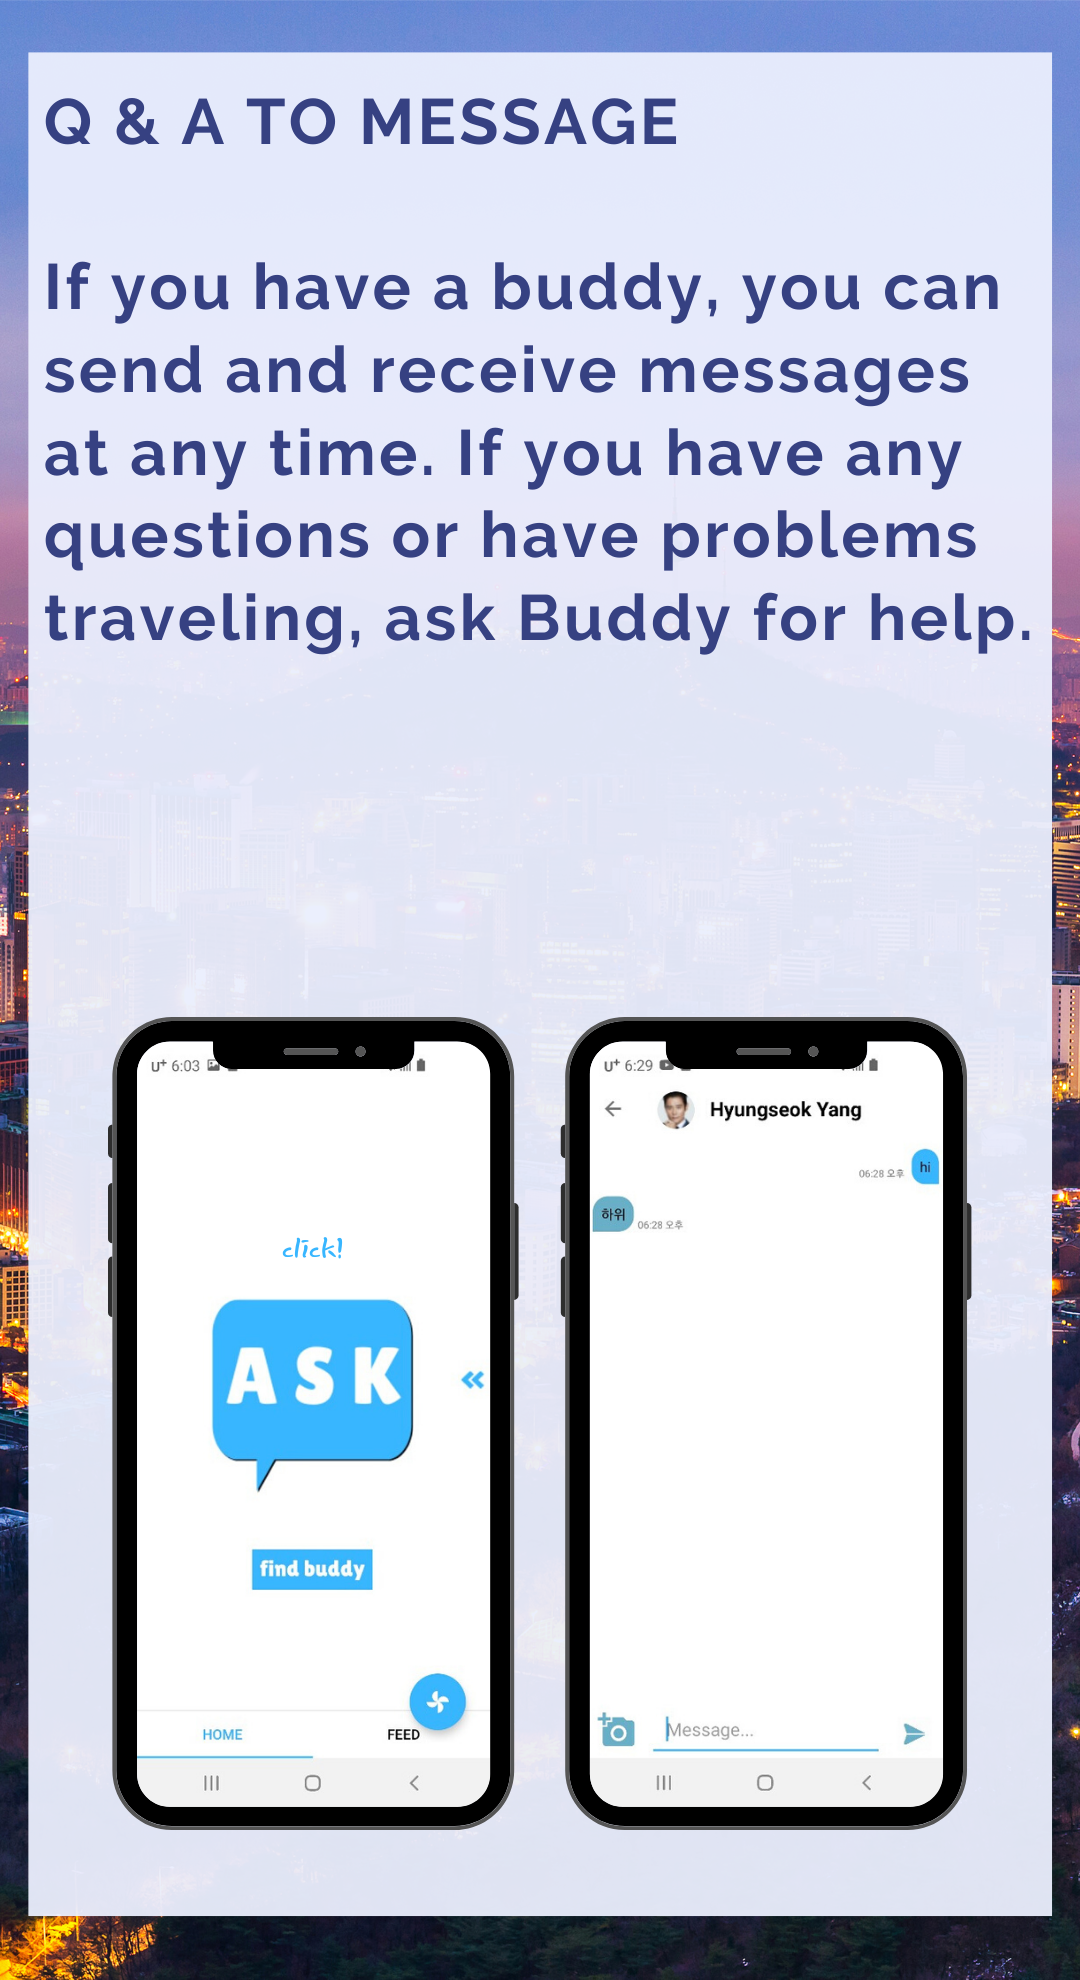 Q & A TO MESSAGE
If you have a buddy, you can
send and receive messages
at any time. If you have any
questions or have problems
traveling, ask Buddy for help.
U+ 6:03
click!
ASK
find buddy
HOME FEED
U+ 6:29
Hyungseok Yang
06:28 오후 hi
하위 06:28 오후
Message...